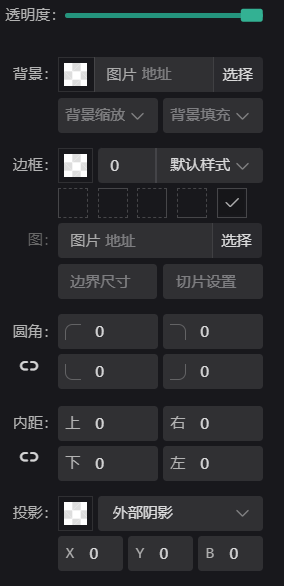 透明度：
背景： 图片 地址 选择
背景缩放 背景填充
边框： 0 默认样式
图： 图片 地址 选择
边界尺寸 切片设置
圆角： 0 0
0 0
内距： 上 0 右 0
下 0 左 0
投影： 外部阴影
X 0 Y 0 B 0